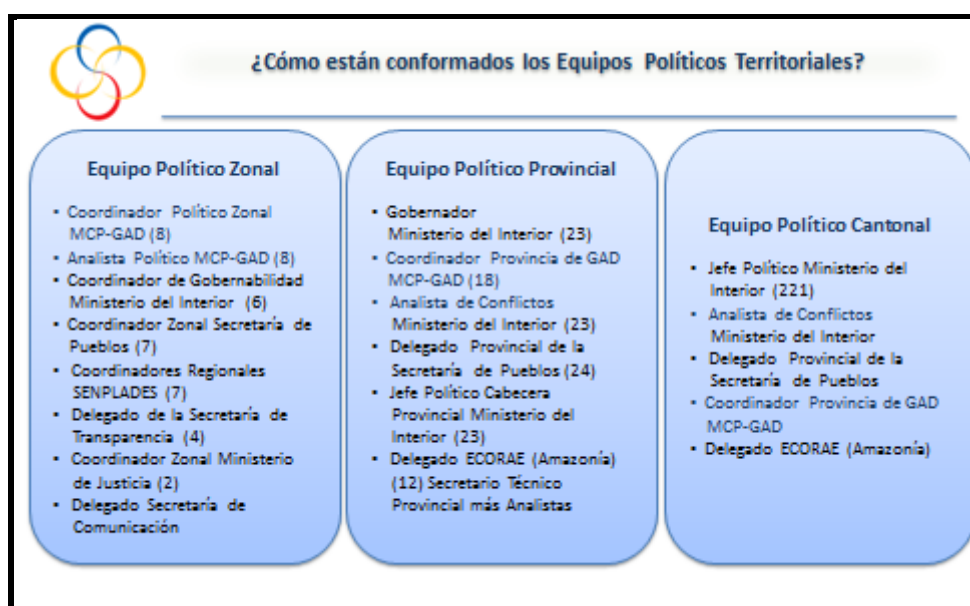 ¿Cómo están conformados los Equipos Políticos Territoriales?
Equipo Político Zonal
• Coordinador Político Zonal
MCP-GAD (8)
• Analista Político MCP-GAD (8)
• Coordinador de Gobernabilidad
Ministerio del Interior (6)
• Coordinador Zonal Secretaría de
Pueblos (7)
• Coordinadores Regionales
SENPLADES (7)
• Delegado de la Secretaría de
Transparencia (4)
• Coordinador Zonal Ministerio
de Justicia (2)
• Delegado Secretaría de
Comunicación
Equipo Político Provincial
• Gobernador
Ministerio del Interior (23)
• Coordinador Provincia de GAD
MCP-GAD (18)
• Analista de Conflictos
Ministerio del Interior (23)
• Delegado Provincial de la
Secretaría de Pueblos (24)
• Jefe Político Cabecera
Provincial Ministerio del
Interior (23)
• Delegado ECORAE (Amazonía)
(12) Secretario Técnico
Provincial más Analistas
Equipo Político Cantonal
• Jefe Político Ministerio del
Interior (221)
• Analista de Conflictos
Ministerio del Interior
• Delegado Provincial de la
Secretaría de Pueblos
• Coordinador Provincia de GAD
MCP-GAD
• Delegado ECORAE (Amazonía)